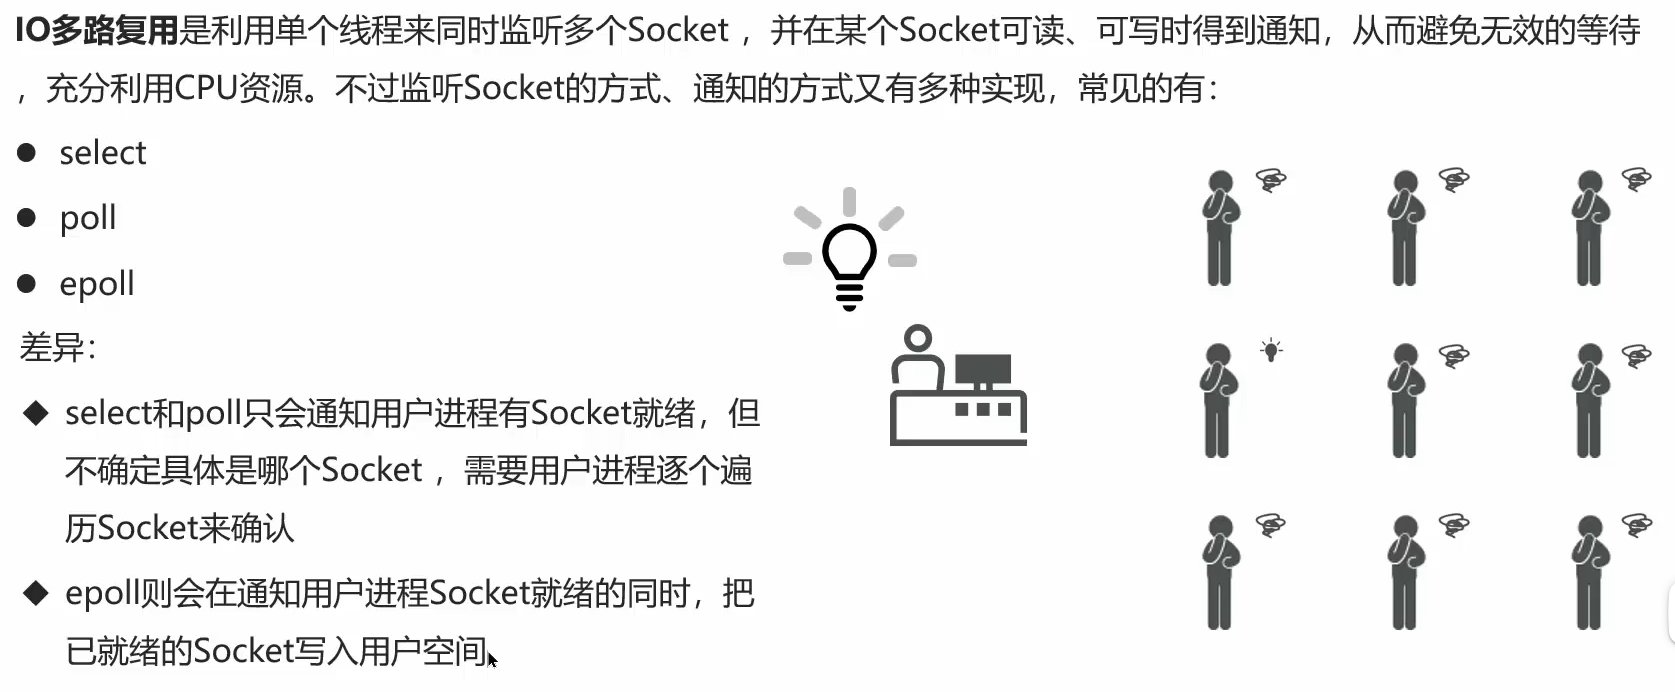 IO多路复用是利用单个线程来同时监听多个Socket ，并在某个Socket可读、可写时得到通知，从而避免无效的等待
，充分利用CPU资源。不过监听Socket的方式、通知的方式又有多种实现，常见的有：
● select
● poll
● epoll
差异：
◆ select和poll只会通知用户进程有Socket就绪，但
不确定具体是哪个Socket ，需要用户进程逐个遍
历Socket来确认
◆ epoll则会在通知用户进程Socket就绪的同时，把
已就绪的Socket写入用户空间